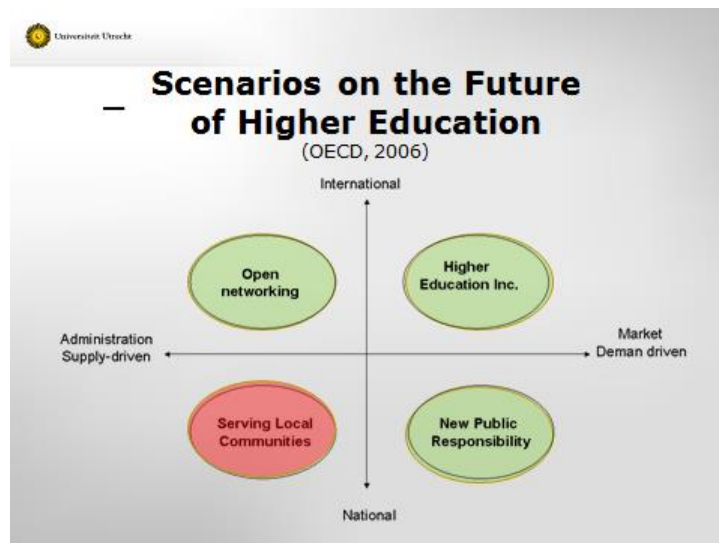 Universiteit Utrecht
_ Scenarios on the Future
of Higher Education
(OECD, 2006)
International
Open
networking
Higher
Education Inc.
Administration
Supply-driven
Market
Deman driven
Serving Local
Communities
New Public
Responsibility
National